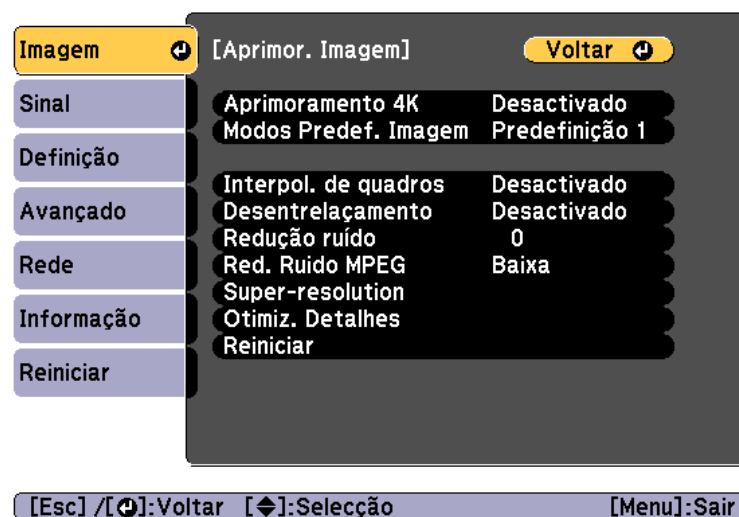 Imagem
Sinal
Definição
Avançado
Rede
Informação
Reiniciar
[Aprimor. Imagem] Voltar
Aprimoramento 4K Desactivado
Modos Predef. Imagem Predefinição 1
Interpol. de quadros Desactivado
Desentrelaçamento Desactivado
Redução ruído 0
Red. Ruido MPEG Baixa
Super-resolution
Otimiz. Detalhes
Reiniciar
[Esc] /[⏎]:Voltar [◆]:Selecção [Menu]:Sair